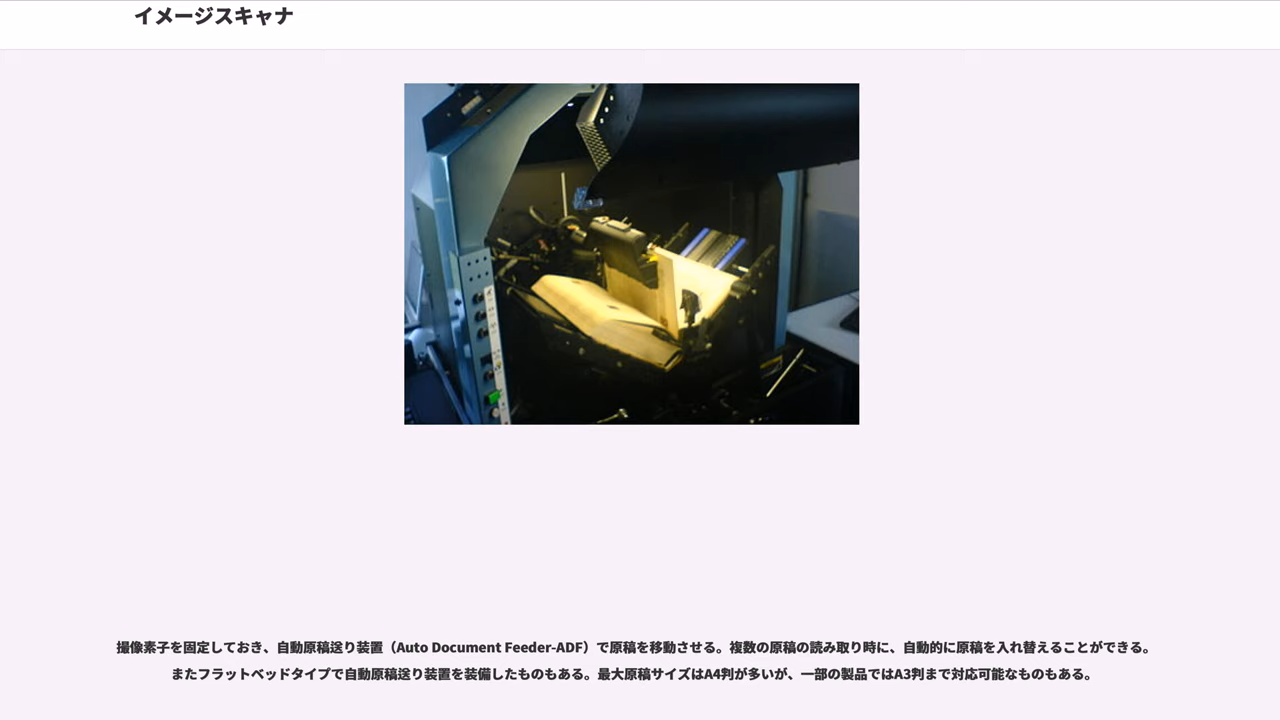 イメージスキャナ
撮像素子を固定しておき、自動原稿送り装置（Auto Document Feeder-ADF）で原稿を移動させる。複数の原稿の読み取り時に、自動的に原稿を入れ替えることができる。
またフラットベッドタイプで自動原稿送り装置を装備したものもある。最大原稿サイズはA4判が多いが、一部の製品ではA3判まで対応可能なものもある。